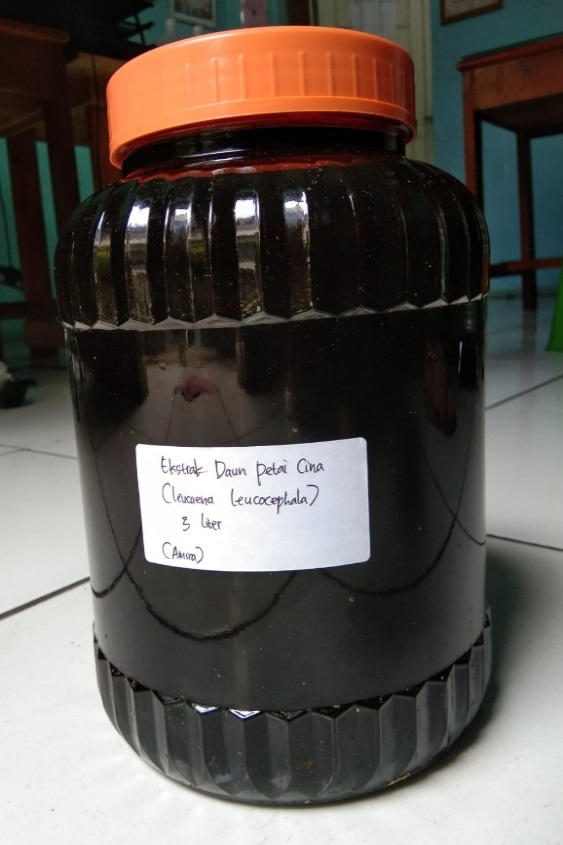 Ekstrak Daun Petai Cina
(Leucaena leucocephala)
3 liter
(Amira)